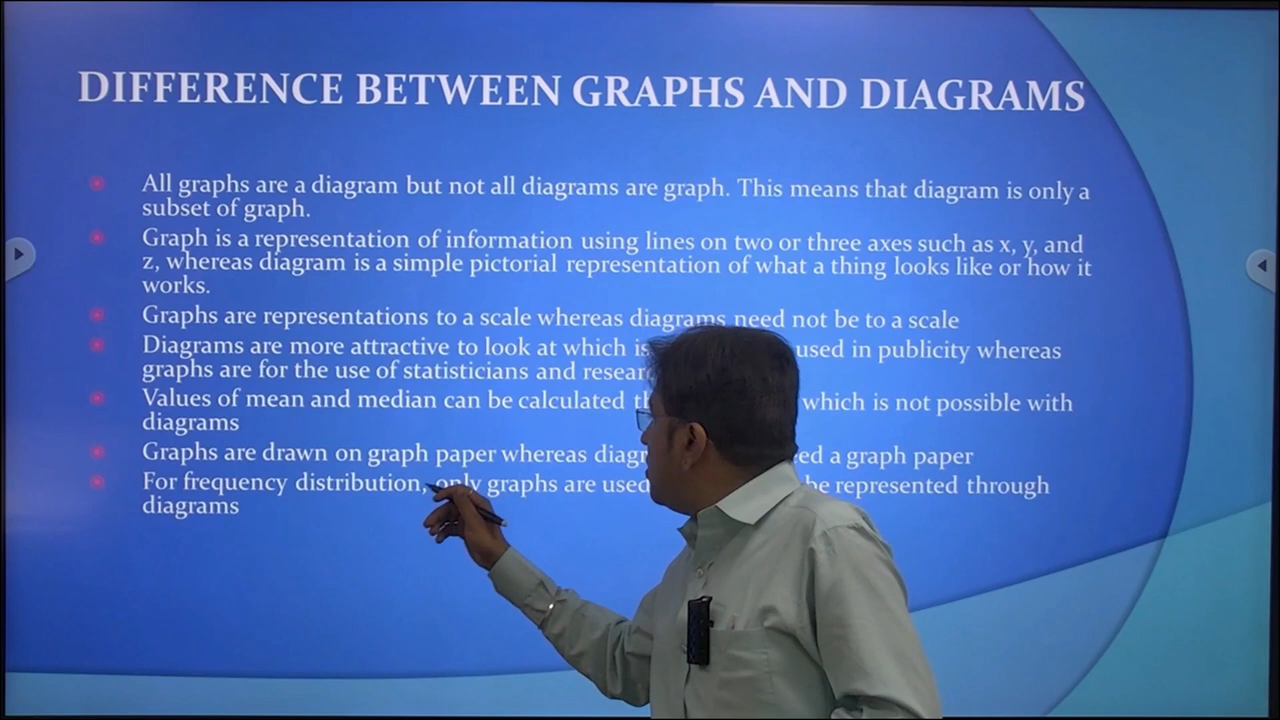 DIFFERENCE BETWEEN GRAPHS AND DIAGRAMS
All graphs are a diagram but not all diagrams are graph. This means that diagram is only a
subset of graph.
Graph is a representation of information using lines on two or three axes such as x, y, and
z, whereas diagram is a simple pictorial representation of what a thing looks like or how it
works.
Graphs are representations to a scale whereas diagrams need not be to a scale
Diagrams are more attractive to look at which is used in publicity whereas
graphs are for the use of statisticians and
Values of mean and median can be calculated which is not possible with
diagrams
Graphs are drawn on graph paper whereas a graph paper
For frequency distribution, only graphs are used be represented through
diagrams